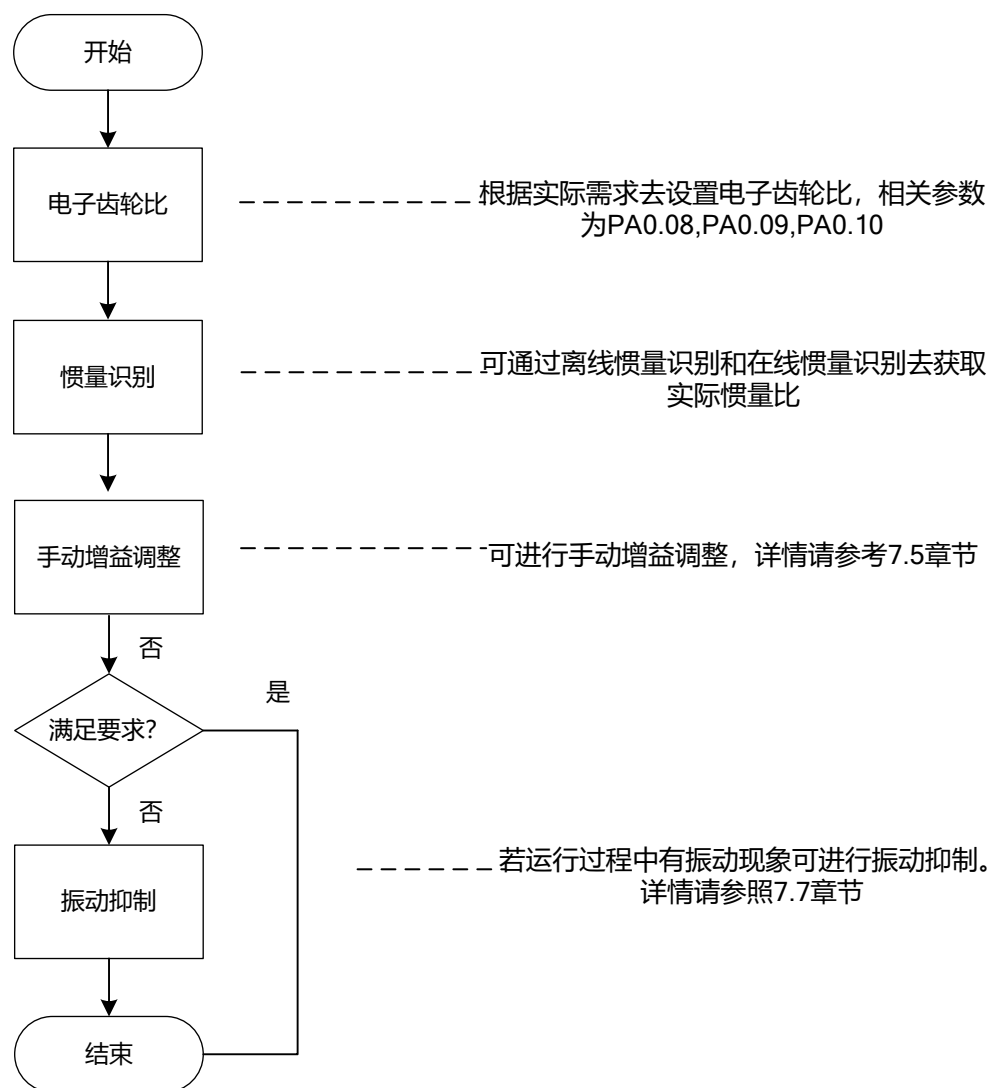 开始
电子齿轮比
根据实际需求去设置电子齿轮比，相关参数
为PA0.08,PA0.09,PA0.10
惯量识别
可通过离线惯量识别和在线惯量识别去获取
实际惯量比
手动增益调整
可进行手动增益调整，详情请参考7.5章节
否
是
满足要求？
否
若运行过程中有振动现象可进行振动抑制。
详情请参照7.7章节
振动抑制
结束